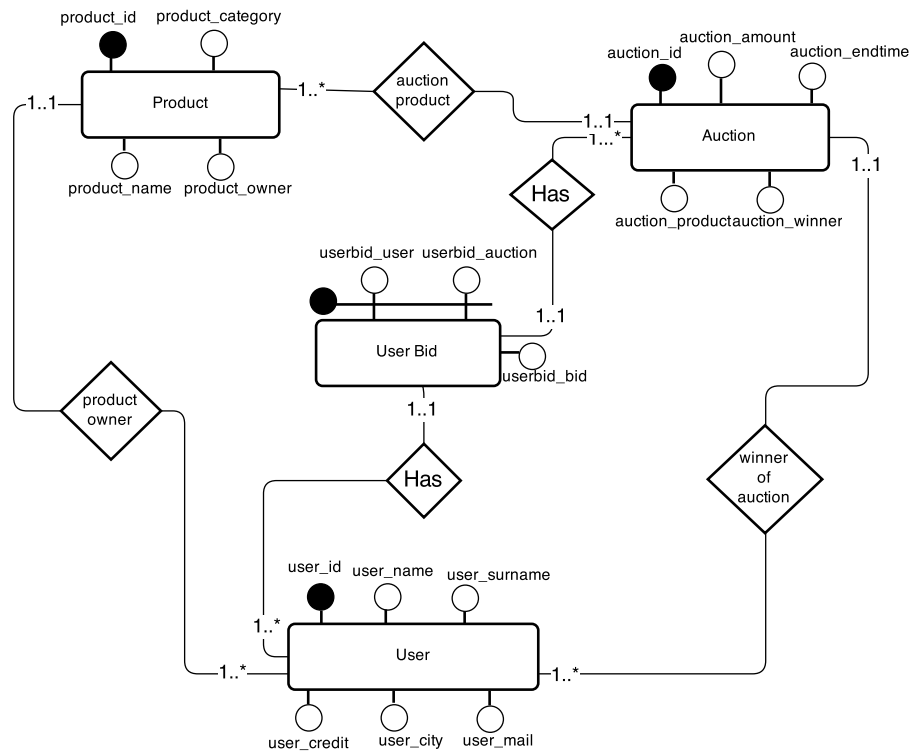 product_id
product_category
Product
product_name
product_owner
1..1
1..*
auction
product
1..1
auction_id
auction_amount
auction_endtime
Auction
auction_product
auction_winner
1...*
1..1
Has
1..1
userbid_user
userbid_auction
User Bid
userbid_bid
1..1
Has
1..*
product
owner
1..*
winner
of
auction
1..*
user_id
user_name
user_surname
User
user_credit
user_city
user_mail